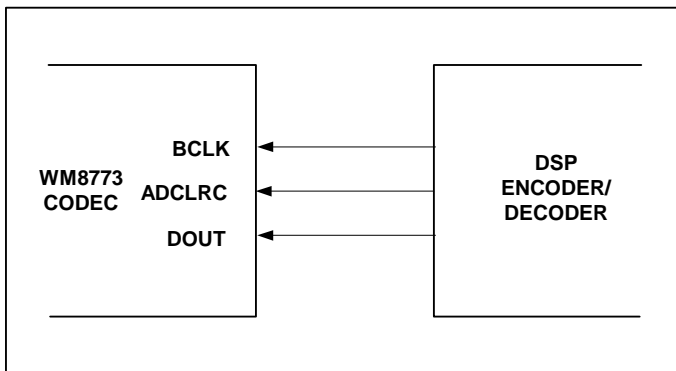 BCLK
WM8773
CODEC
ADCLRC
DOUT
DSP
ENCODER/
DECODER